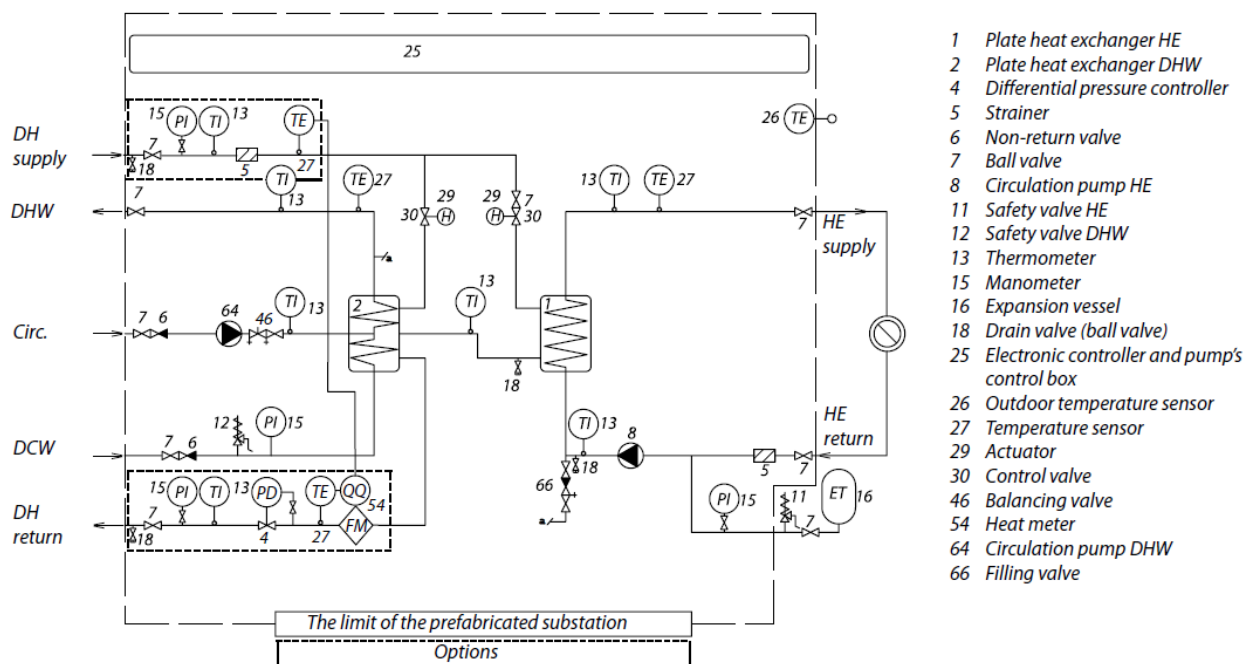 25
15 13
PI TI TE
26 TE
DH
supply
7
18 5 27
7 TI TE 27 29 29 7 13 TI TE 27
DHW 13 30 H H 30
7 HE
supply
a
13
2 TI 1
64 46 TI
13
7 6
Circ.
18
12 PI 15 TI 13
8 HE
return
7 6
DCW
18 5 7
15 13 66
PI TI PD TE QQ
54 PI 15 11 ET 16
DH
return
7 FM a 7
18 4 27
The limit of the prefabricated substation
Options
1 Plate heat exchanger HE
2 Plate heat exchanger DHW
4 Differential pressure controller
5 Strainer
6 Non-return valve
7 Ball valve
8 Circulation pump HE
11 Safety valve HE
12 Safety valve DHW
13 Thermometer
15 Manometer
16 Expansion vessel
18 Drain valve (ball valve)
25 Electronic controller and pump's
control box
26 Outdoor temperature sensor
27 Temperature sensor
29 Actuator
30 Control valve
46 Balancing valve
54 Heat meter
64 Circulation pump DHW
66 Filling valve